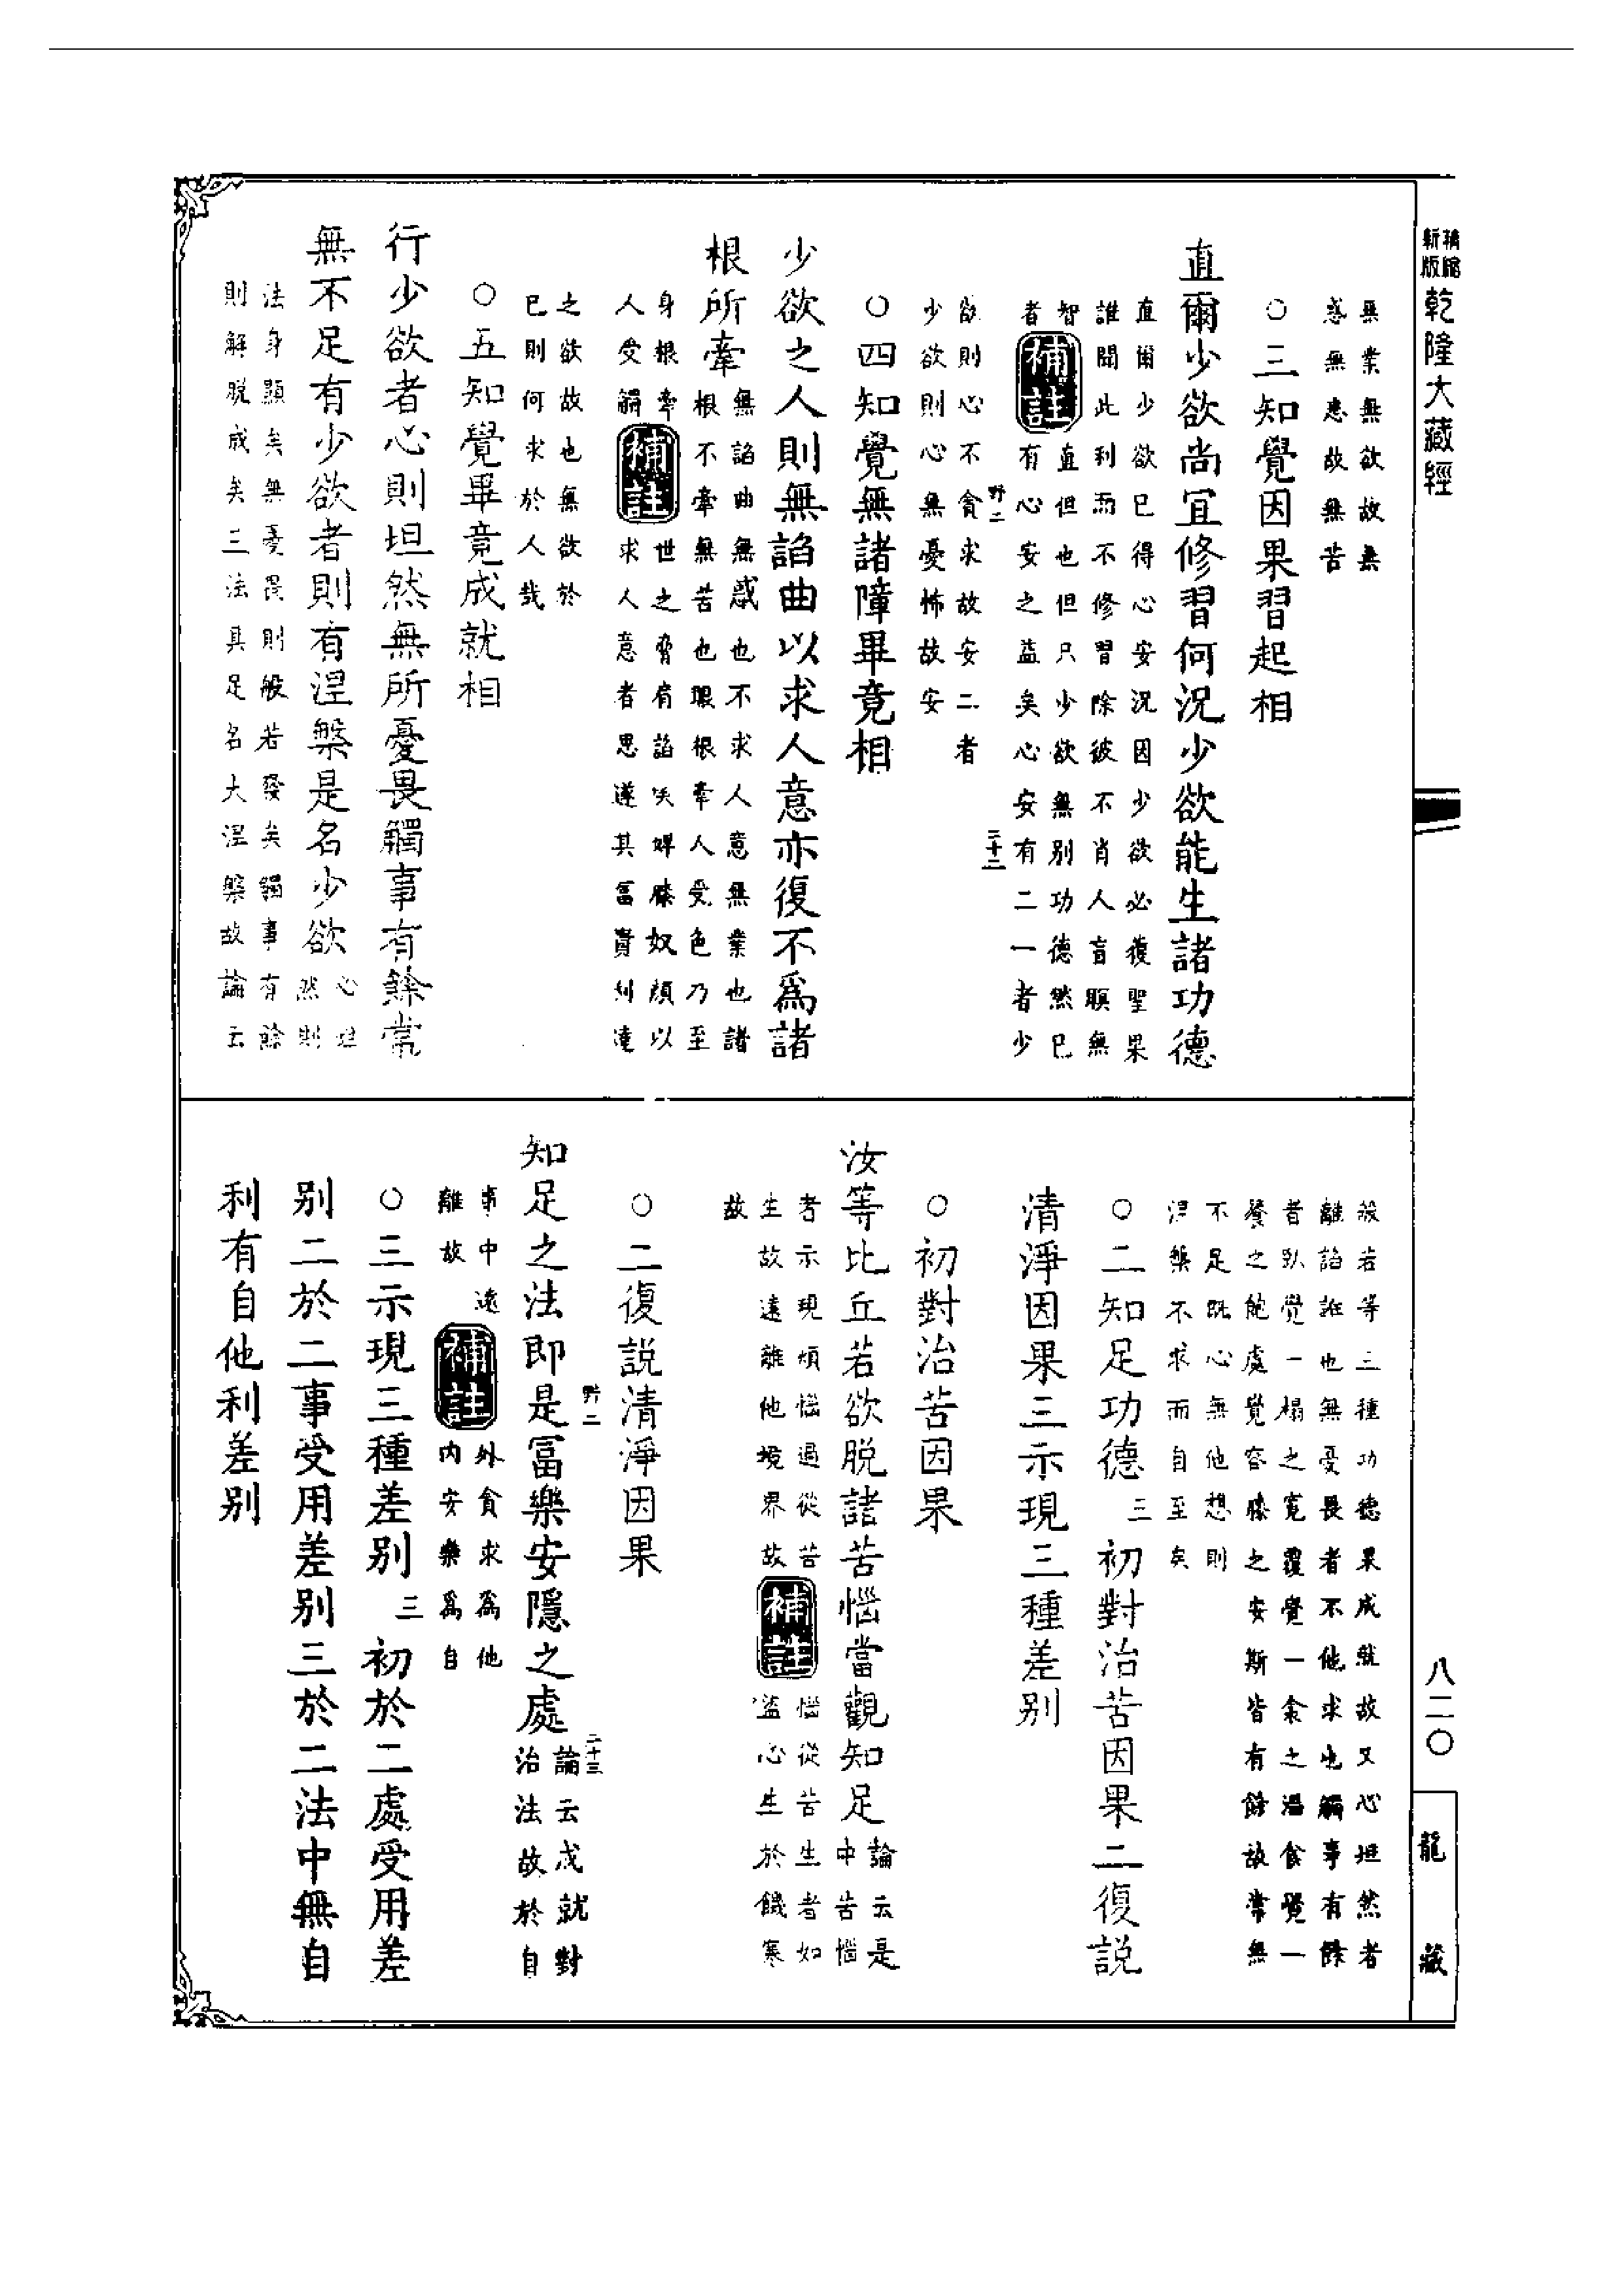 新版縮乾隆大藏經
無業無欲故無
惑無恚故無苦
○三知覺因果習起相
直爾少欲尚宜修習何況少欲能生諸功德
直爾少欲已得心安況因少欲必獲聖果
誰聞此利而不修習除彼不肖人盲瞑無
智者
補註
直但也但只少欲無別功德然已
有心安之益矣心安有二一者少
欲則心不貪求故安二者
少欲則心無憂怖故安
野二
二十二
○四知覺無諸障畢竟相
少欲之人則無諂曲以求人意亦復不為諸
根所牽
無諂曲無惑也不求人意無業也諸
根不牽無苦也眼根牽人受色乃至
身根牽
人受觸
補註
世之脅肩諂笑婢膝奴顏以
求人意者思遂其富貴利達
之欲故也無欲於
已則何求於人哉
○五知覺畢竟成就相
行少欲者心則坦然無所憂畏觸事有餘常
無不足有少欲者則有涅槃是名少欲
心坦
然則
法身顯矣無憂畏則般若發矣觸事有餘
則解脫成矣三法具足名大涅槃故論云
般若等三種功德果成就故又心坦然者
離諂誑也無憂畏者不他求也觸事有餘
者臥覺一榻之寬覆覺一衾之溫食覺一
餐之飽處覺容膝之安斯皆有餘故常無
不足既心無他想則
涅槃不求而自至矣
○二知足功德三初對治苦因果二復說
清淨因果三示現三種差別
○初對治苦因果
汝等比丘若欲脫諸苦惱當觀知足
論云是
中苦惱
者示現煩惱過從苦
生故遠離他境界故
補註
惱從苦生者如
盜心生於饑寒
故
○二復說清淨因果
知足之法即是富樂安隱之處
論云成就對
治法故於自
野二
二十三
事中遠
離故
補註
外貪求為他
內安樂為自
○三示現三種差別三初於二處受用差
別二於二事受用差別三於二法中無自
利有自他利差別
八二〇
龍藏